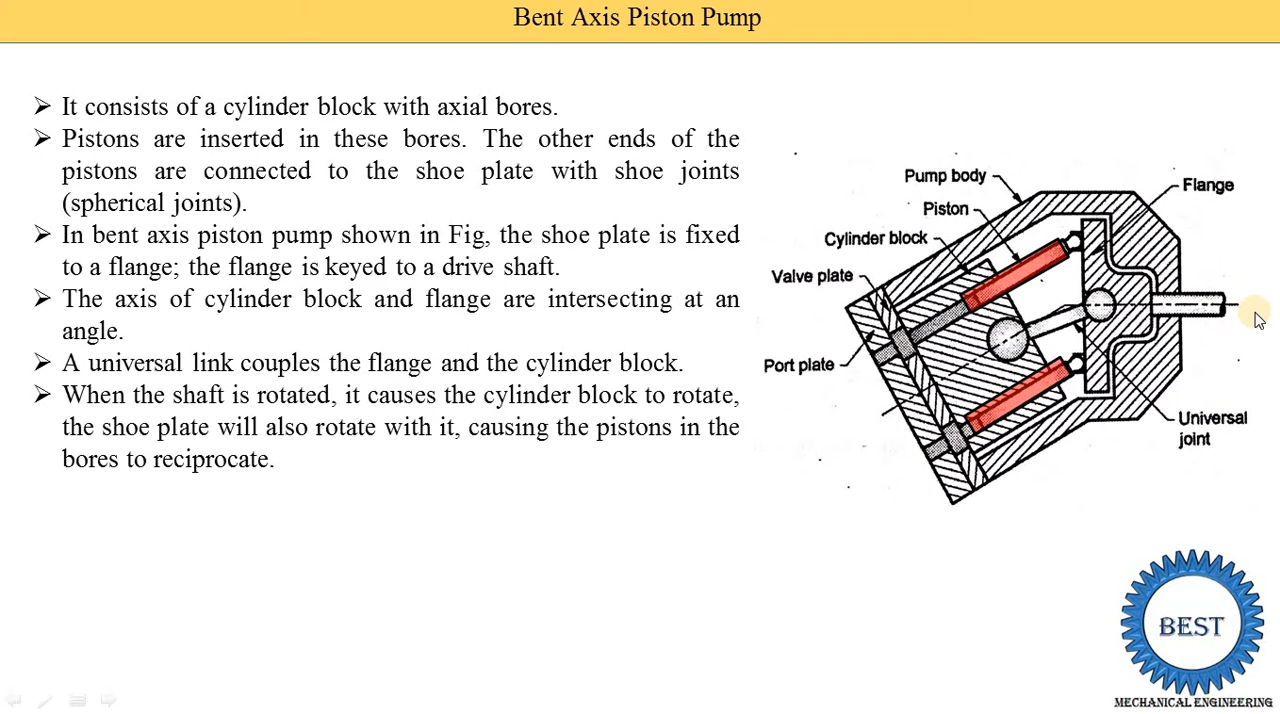 Bent Axis Piston Pump
➢ It consists of a cylinder block with axial bores.
➢ Pistons are inserted in these bores. The other ends of the
pistons are connected to the shoe plate with shoe joints
(spherical joints).
➢ In bent axis piston pump shown in Fig, the shoe plate is fixed
to a flange; the flange is keyed to a drive shaft.
➢ The axis of cylinder block and flange are intersecting at an
angle.
➢ A universal link couples the flange and the cylinder block.
➢ When the shaft is rotated, it causes the cylinder block to rotate,
the shoe plate will also rotate with it, causing the pistons in the
bores to reciprocate.
Pump body
Flange
Piston
Cylinder block
Valve plate
Port plate
Universal
joint
BEST
MECHANICAL ENGINEERING